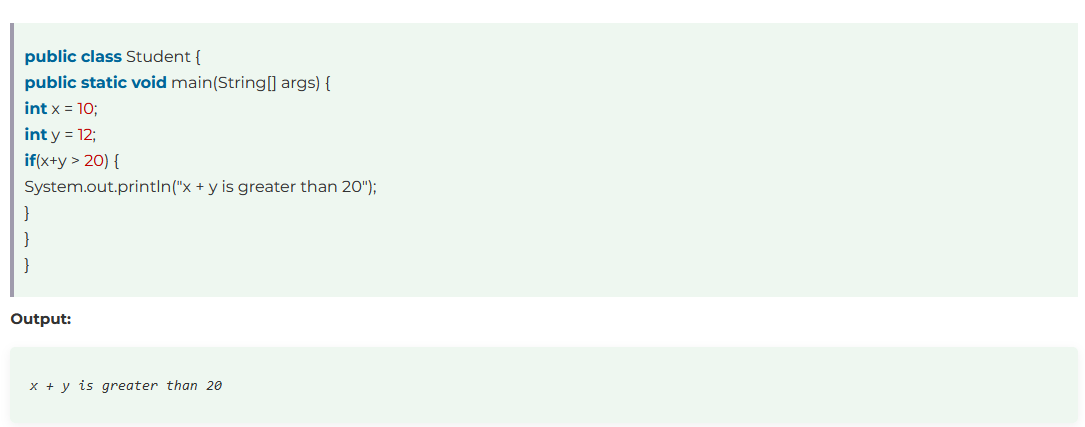 public class Student {
public static void main(String[] args) {
int x = 10;
int y = 12;
if(x+y > 20) {
System.out.println("x + y is greater than 20");
}
}
}
Output:
x + y is greater than 20